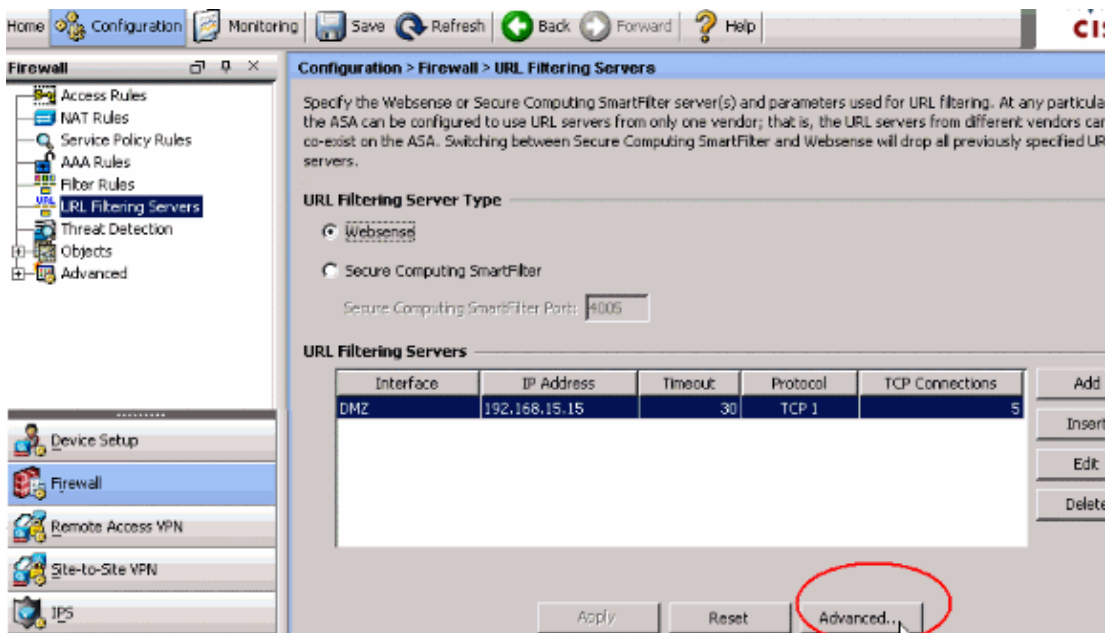 Home Configuration Monitoring Save Refresh Back Forward Help
Firewall
Access Rules
NAT Rules
Service Policy Rules
AAA Rules
Filter Rules
URL Filtering Servers
Threat Detection
Objects
Advanced
Device Setup
Firewall
Remote Access VPN
Site-to-Site VPN
IPS
Configuration > Firewall > URL Filtering Servers
Specify the Websense or Secure Computing SmartFilter server(s) and parameters used for URL filtering. At any particula
the ASA can be configured to use URL servers from only one vendor; that is, the URL servers from different vendors can
co-exist on the ASA. Switching between Secure Computing SmartFilter and Websense will drop all previously specified UR
servers.
URL Filtering Server Type
Websense
Secure Computing SmartFilter
Secure Computing SmartFilter Port: 4005
URL Filtering Servers
Interface IP Address Timeout Protocol TCP Connections
DMZ 192.168.15.15 30 TCP 1 5
Add
Insert
Edit
Delete
Apply Reset Advanced...